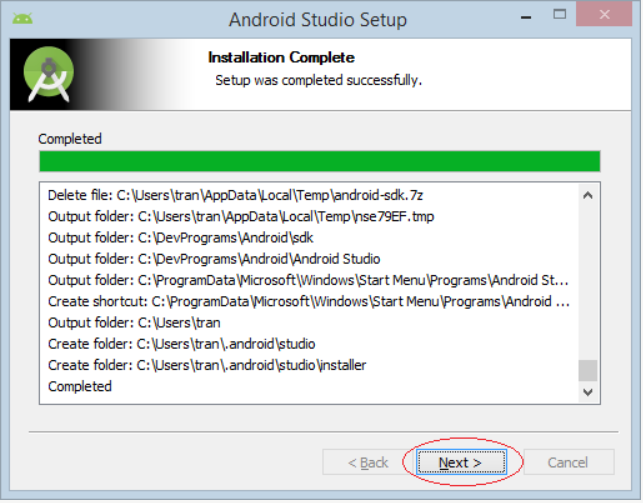 Android Studio Setup
Installation Complete
Setup was completed successfully.
Completed
Delete file: C:\Users\tran\AppData\Local\Temp\android-sdk.7z
Output folder: C:\Users\tran\AppData\Local\Temp\nse79EF.tmp
Output folder: C:\DevPrograms\Android\sdk
Output folder: C:\DevPrograms\Android\Android Studio
Output folder: C:\ProgramData\Microsoft\Windows\Start Menu\Programs\Android St...
Create shortcut: C:\ProgramData\Microsoft\Windows\Start Menu\Programs\Android ...
Output folder: C:\Users\tran
Create folder: C:\Users\tran\.android\studio
Create folder: C:\Users\tran\.android\studio\installer
Completed
< Back Next > Cancel